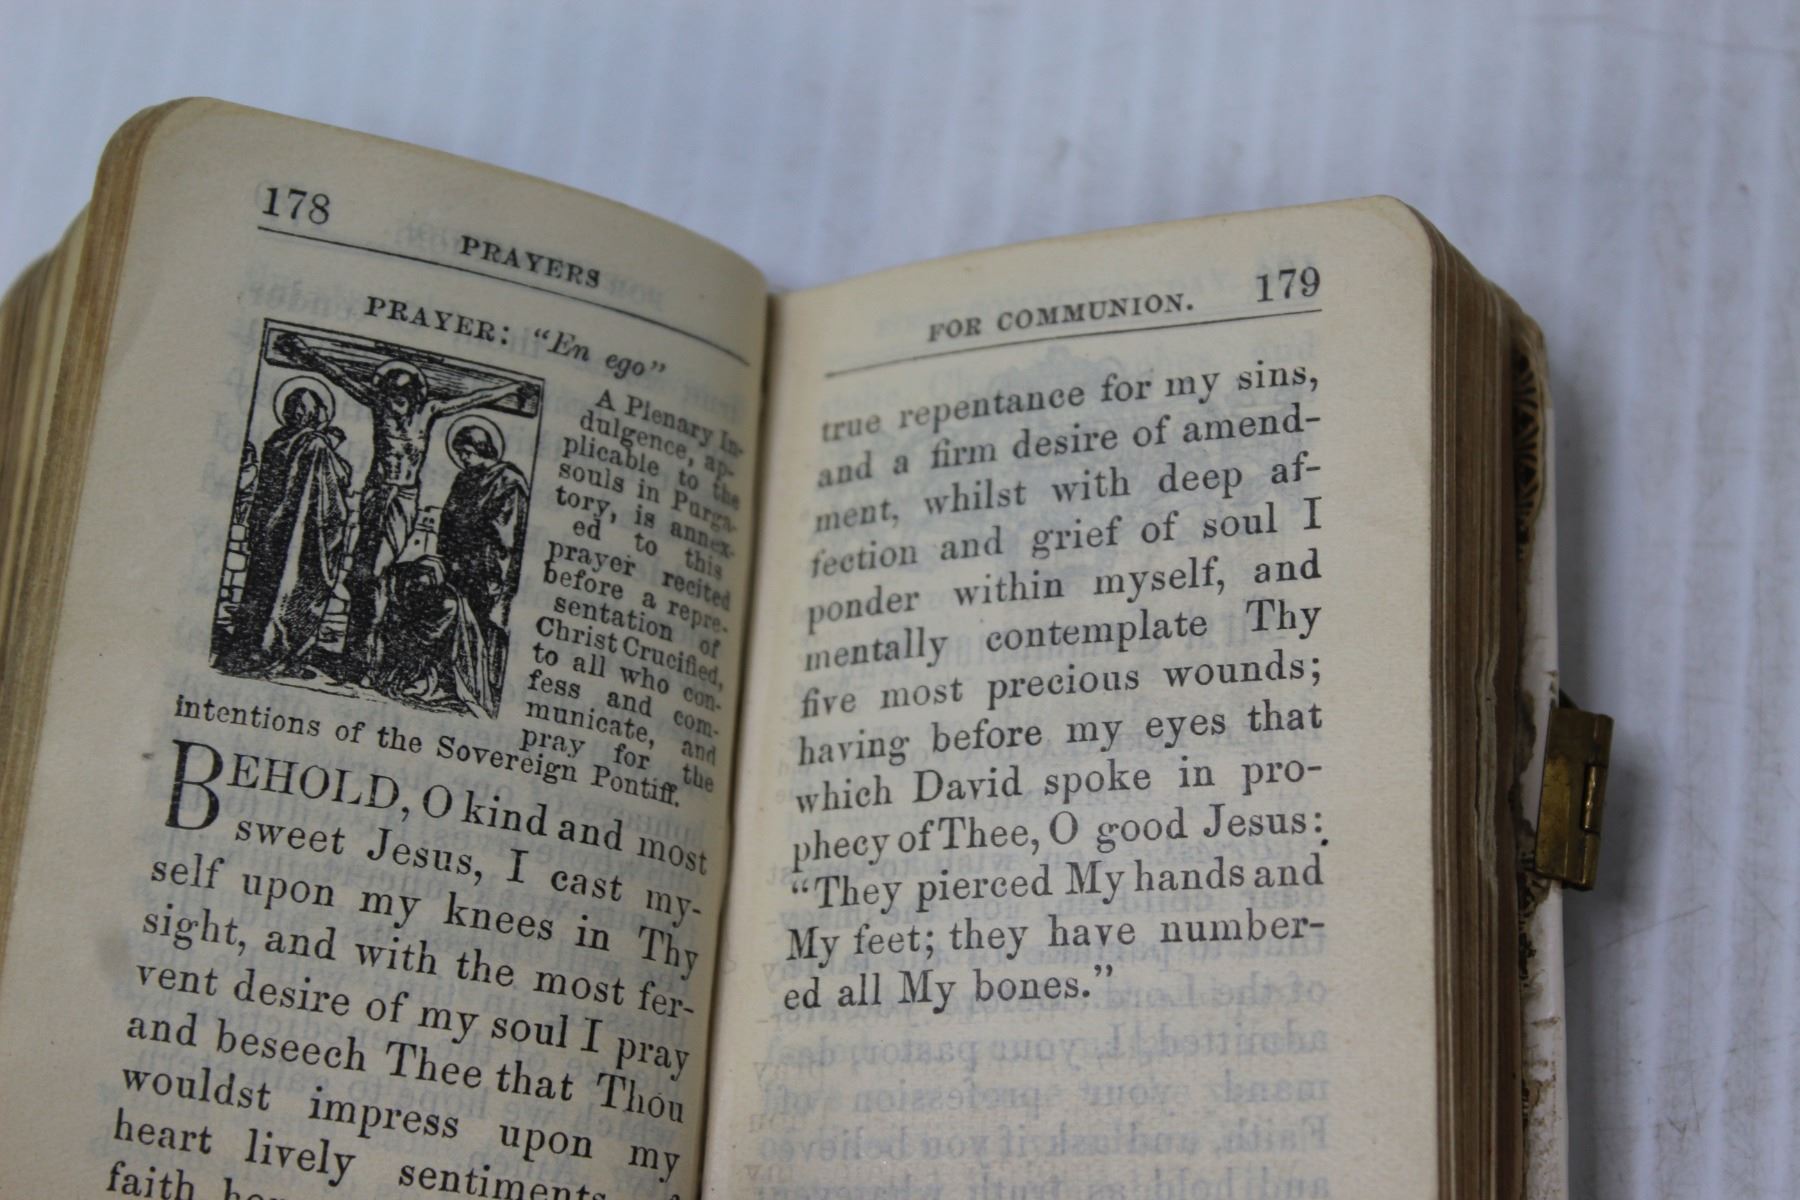 178
PRAYERS
PRAYER: "En ego"
A Plenary In-
dulgence, ap-
plicable to the
souls in Purga-
tory, is annex-
ed to this
prayer recited
before a repre-
sentation of
Christ Crucified,
to all who con-
fess and com-
municate, and
pray for the
intentions of the Sovereign Pontiff.
BEHOLD, O kind and most
sweet Jesus, I cast my-
self upon my knees in Thy
sight, and with the most fer-
vent desire of my soul I pray
and beseech Thee that Thou
wouldst impress upon my
heart lively sentiments
faith
FOR COMMUNION.
179
true repentance for my sins,
and a firm desire of amend-
ment, whilst with deep af-
fection and grief of soul I
ponder within myself, and
mentally contemplate Thy
five most precious wounds;
having before my eyes that
which David spoke in pro-
phecy of Thee, O good Jesus:
"They pierced My hands and
My feet; they have number-
ed all My bones."